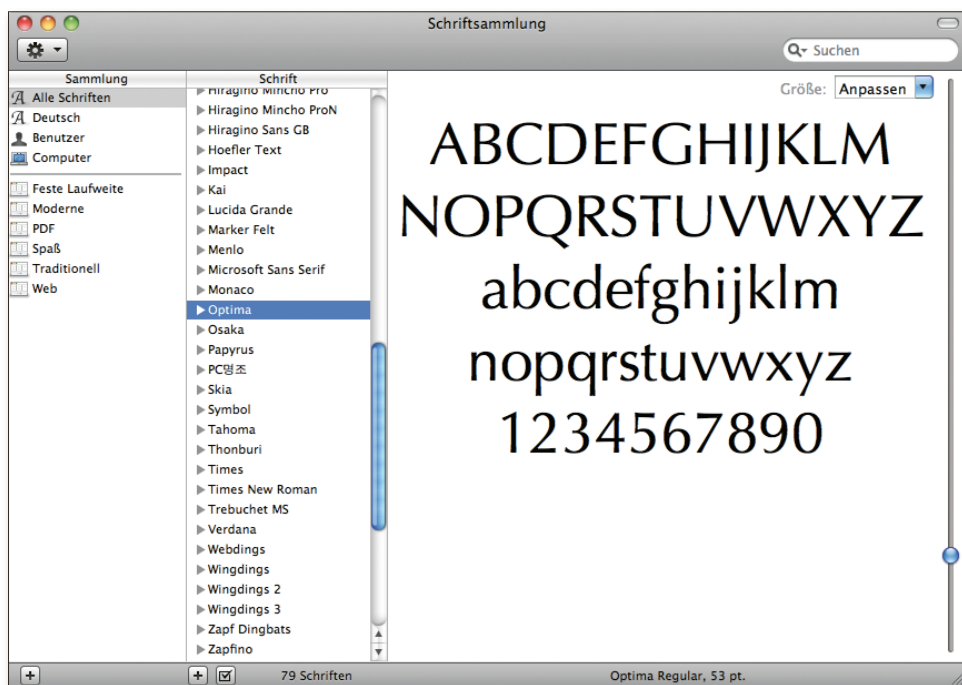 Schriftsammlung
Suchen
Sammlung
Alle Schriften
Deutsch
Benutzer
Computer
Feste Laufweite
Moderne
PDF
Spaß
Traditionell
Web
Schrift
Hiragino Mincho Pro
Hiragino Mincho ProN
Hiragino Sans GB
Hoefler Text
Impact
Kai
Lucida Grande
Marker Felt
Menlo
Microsoft Sans Serif
Monaco
Optima
Osaka
Papyrus
PC명조
Skia
Symbol
Tahoma
Thonburi
Times
Times New Roman
Trebuchet MS
Verdana
Webdings
Wingdings
Wingdings 2
Wingdings 3
Zapf Dingbats
Zapfino
Größe: Anpassen
ABCDEFGHIJKLM
NOPQRSTUVWXYZ
abcdefghijklm
nopqrstuvwxyz
1234567890
79 Schriften
Optima Regular, 53 pt.